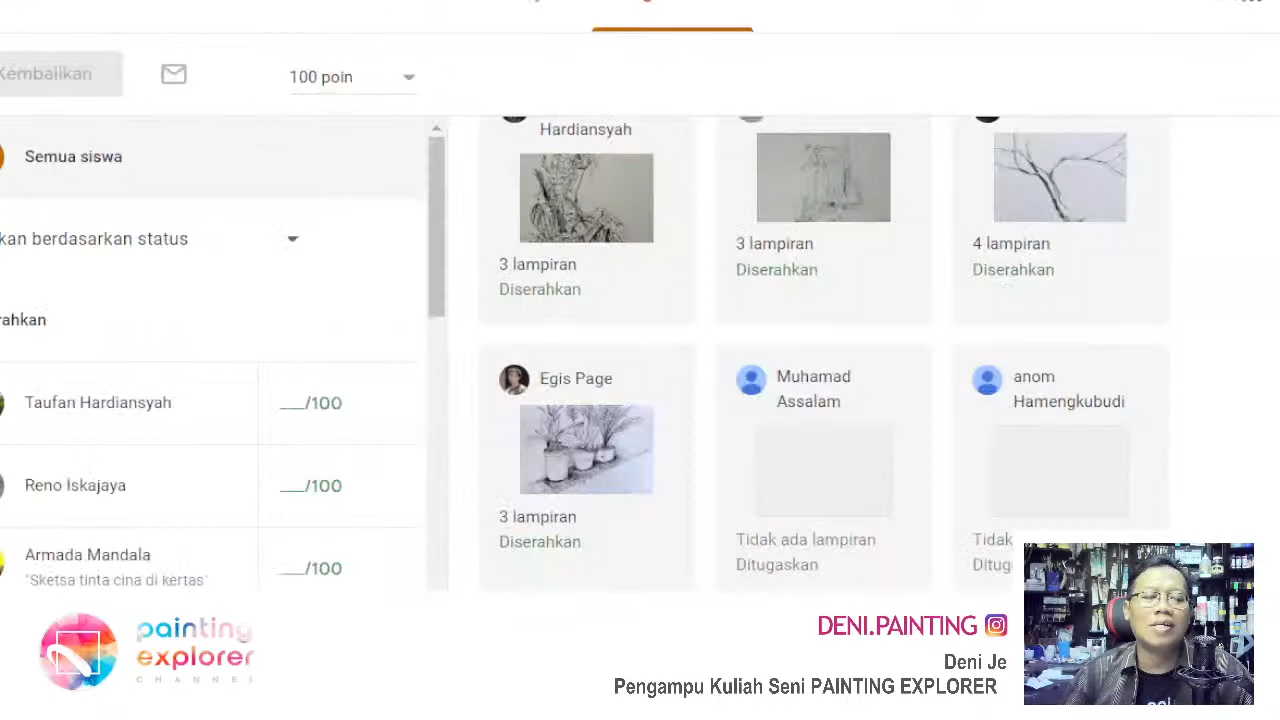 Kembalikan
100 poin
Semua siswa
kan berdasarkan status
rahkan
Taufan Hardiansyah
___/100
Reno Iskajaya
___/100
Armada Mandala
___/100
"Sketsa tinta cina di kertas"
Hardiansyah
3 lampiran
Diserahkan
3 lampiran
Diserahkan
4 lampiran
Diserahkan
Egis Page
3 lampiran
Diserahkan
Muhamad
Assalam
Tidak ada lampiran
Ditugaskan
anom
Hamengkubudi
Tidak
Ditug
painting
explorer
CHANNEL
DENI.PAINTING
Deni Je
Pengampu Kuliah Seni PAINTING EXPLORER